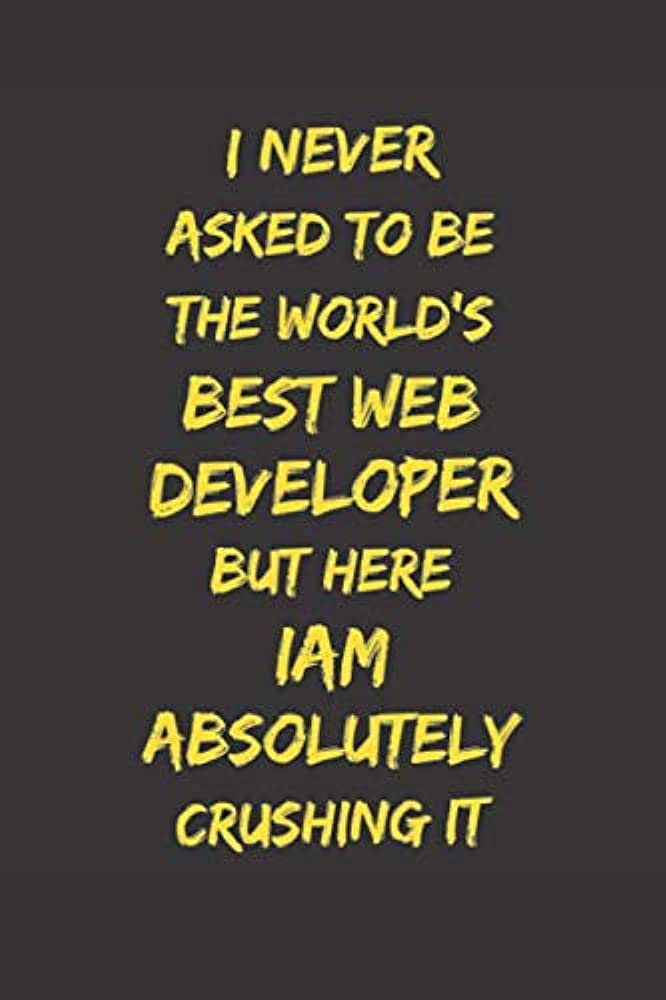 I NEVER
ASKED TO BE
THE WORLD'S
BEST WEB
DEVELOPER
BUT HERE
IAM
ABSOLUTELY
CRUSHING IT